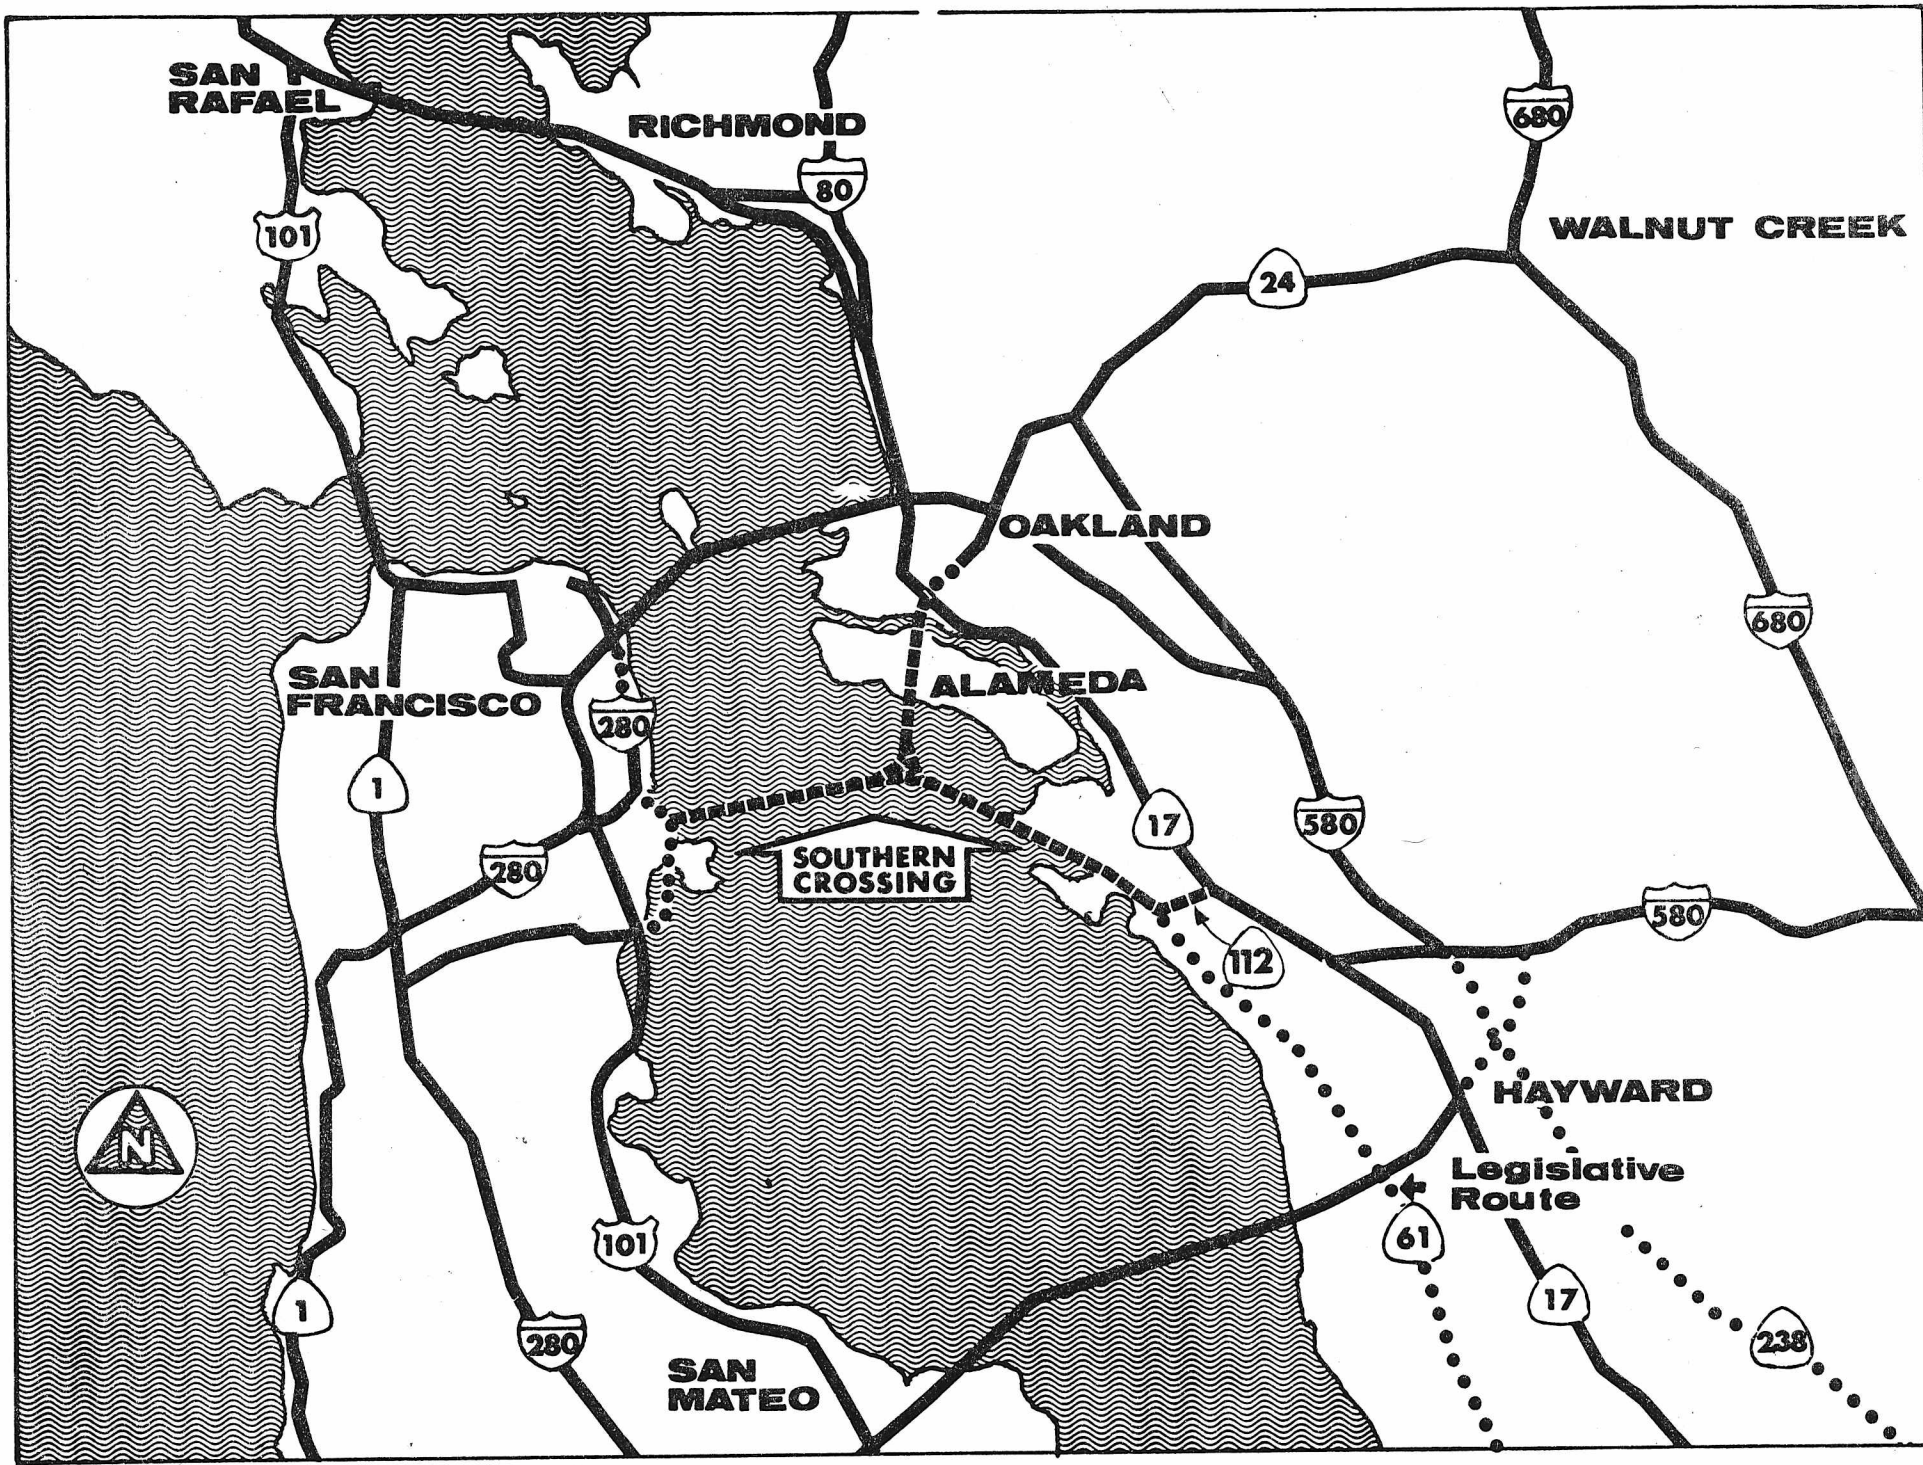 SAN
RAFAEL
RICHMOND
680
80
WALNUT CREEK
101
24
OAKLAND
680
SAN
FRANCISCO
ALAMEDA
280
1
17
580
SOUTHERN
CROSSING
280
580
112
HAYWARD
N
Legislative
Route
61
101
1
17
280
238
SAN
MATEO